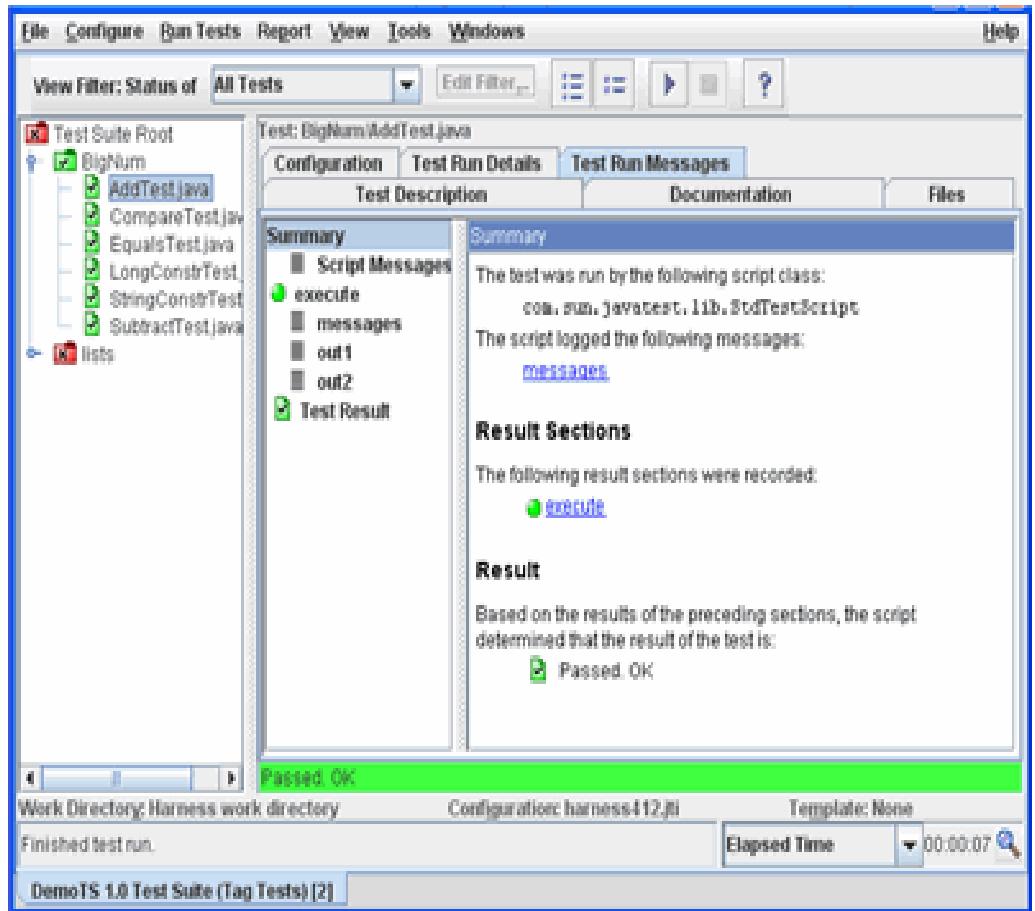 File Configure Run Tests Report View Tools Windows Help
View Filter: Status of All Tests Edit Filter... ?
Test Suite Root
BigNum
AddTest.java
CompareTest.jav
EqualsTest.java
LongConstrTest.
StringConstrTest
SubtractTest.java
lists
Test: BigNum/AddTest.java
Configuration Test Run Details Test Run Messages
Test Description Documentation Files
Summary
Script Messages
execute
messages
out1
out2
Test Result
Summary
The test was run by the following script class:
com.sun.javatest.lib.StdTestScript
The script logged the following messages:
messages
Result Sections
The following result sections were recorded:
execute
Result
Based on the results of the preceding sections, the script
determined that the result of the test is:
Passed. OK
Passed. OK
Work Directory: Harness work directory Configuration: harness412.jti Template: None
Finished test run. Elapsed Time 00:00:07
DemoTS 1.0 Test Suite (Tag Tests) [2]